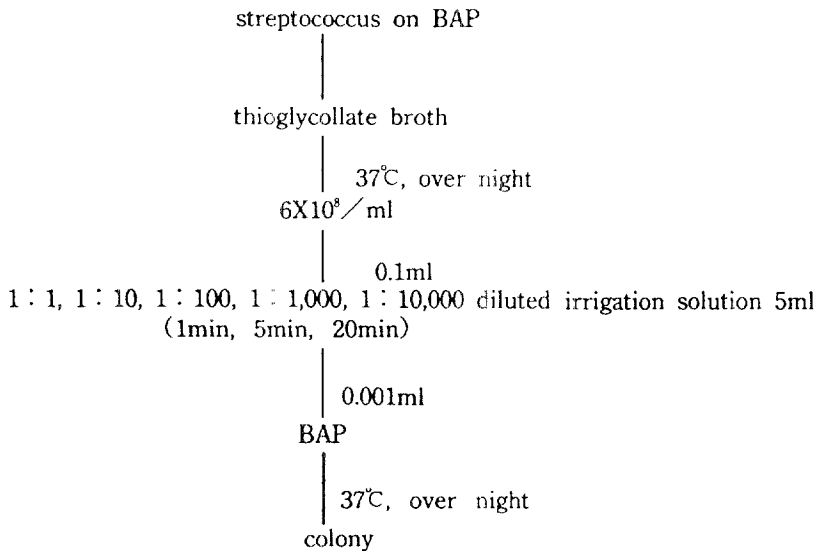 streptococcus on BAP
thioglycollate broth
37℃, over night
6X10⁸／ml
0.1ml
1：1, 1：10, 1：100, 1：1,000, 1：10,000 diluted irrigation solution 5ml
(1min, 5min, 20min)
0.001ml
BAP
37℃, over night
colony